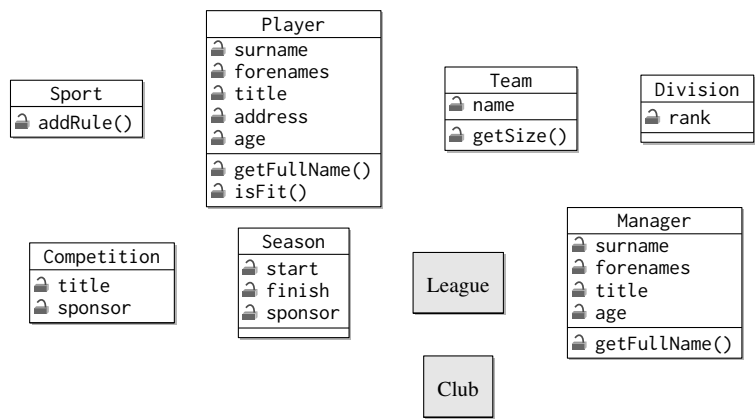 Sport
addRule()
Player
surname
forenames
title
address
age
getFullName()
isFit()
Team
name
getSize()
Division
rank
Competition
title
sponsor
Season
start
finish
sponsor
League
Club
Manager
surname
forenames
title
age
getFullName()